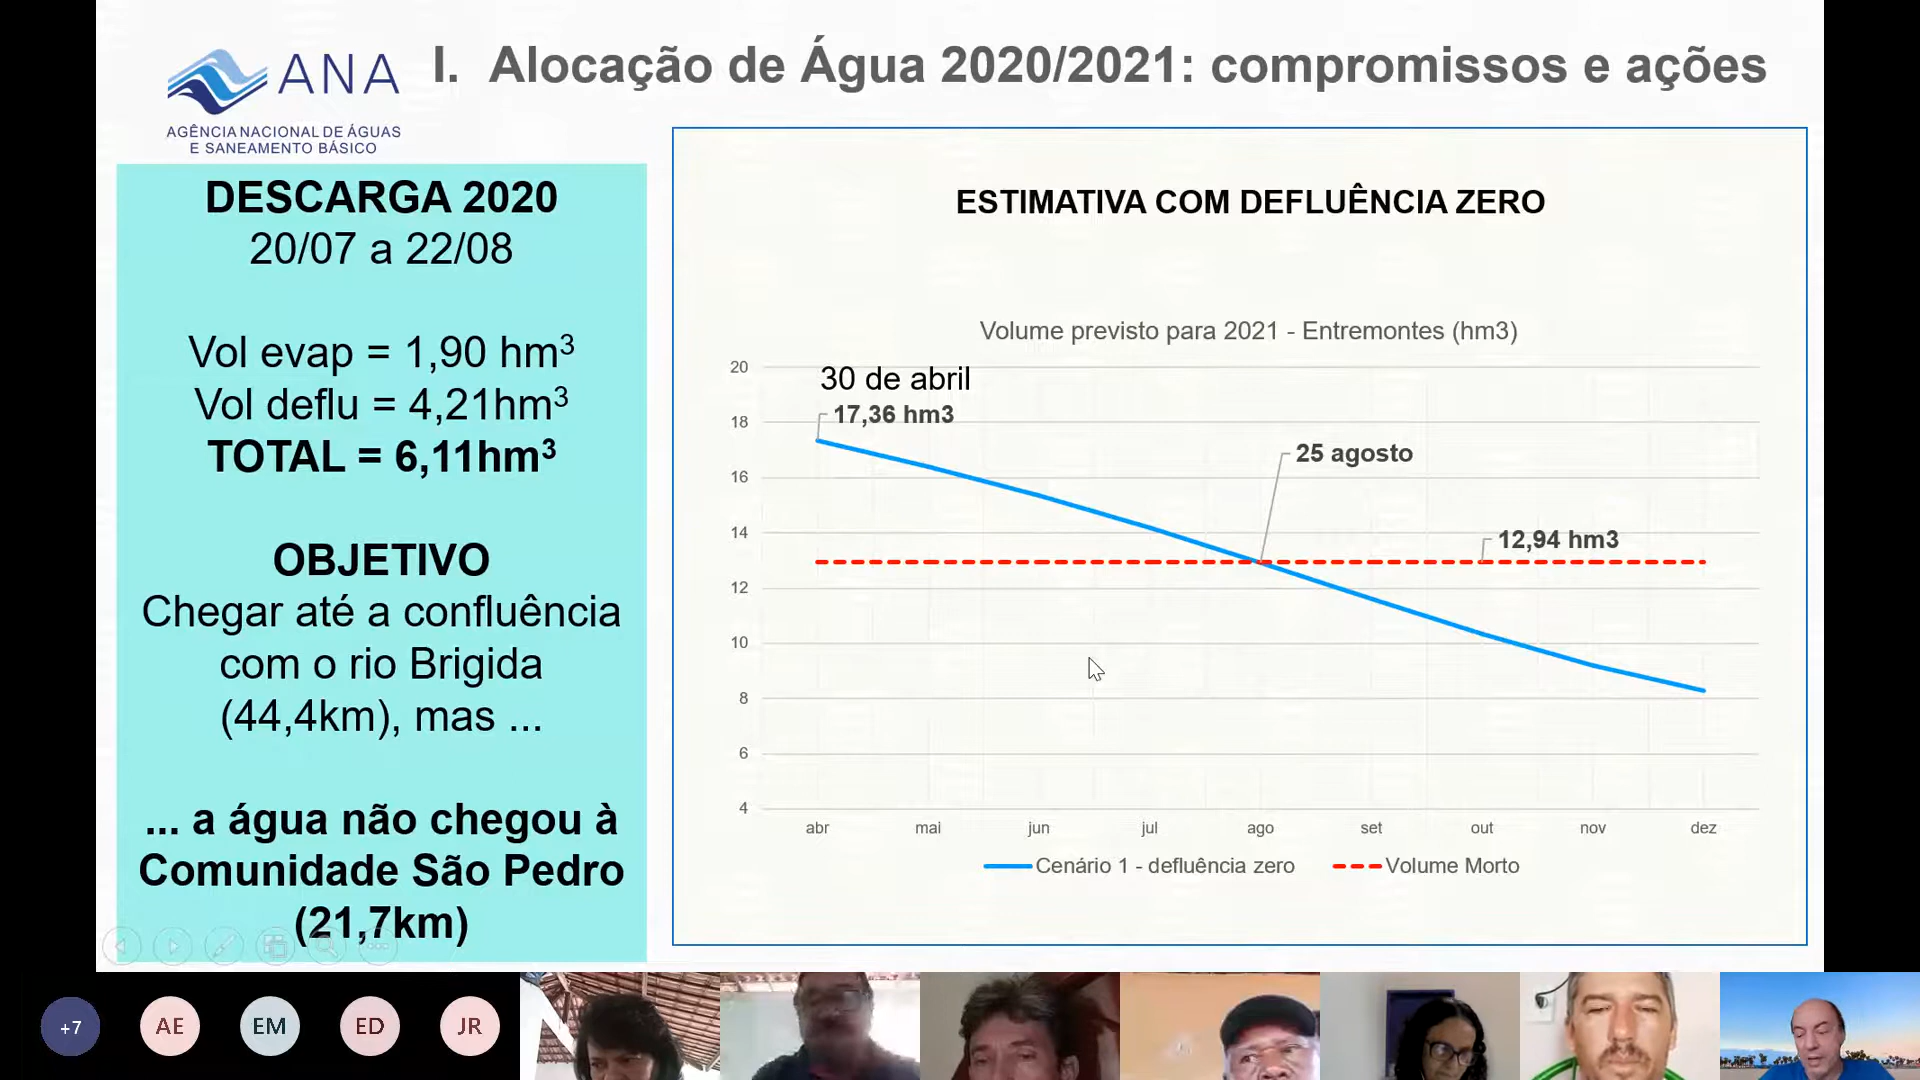 ANA
AGÊNCIA NACIONAL DE ÁGUAS
E SANEAMENTO BÁSICO
I. Alocação de Água 2020/2021: compromissos e ações
DESCARGA 2020
20/07 a 22/08
Vol evap = 1,90 hm³
Vol deflu = 4,21hm³
TOTAL = 6,11hm³
OBJETIVO
Chegar até a confluência
com o rio Brigida
(44,4km), mas ...
... a água não chegou à
Comunidade São Pedro
(21,7km)
ESTIMATIVA COM DEFLUÊNCIA ZERO
Volume previsto para 2021 - Entremontes (hm3)
20
18
16
14
12
10
8
6
4
30 de abril
17,36 hm3
25 agosto
12,94 hm3
abr mai jun jul ago set out nov dez
Cenário 1 - defluência zero Volume Morto
+7 AE EM ED JR